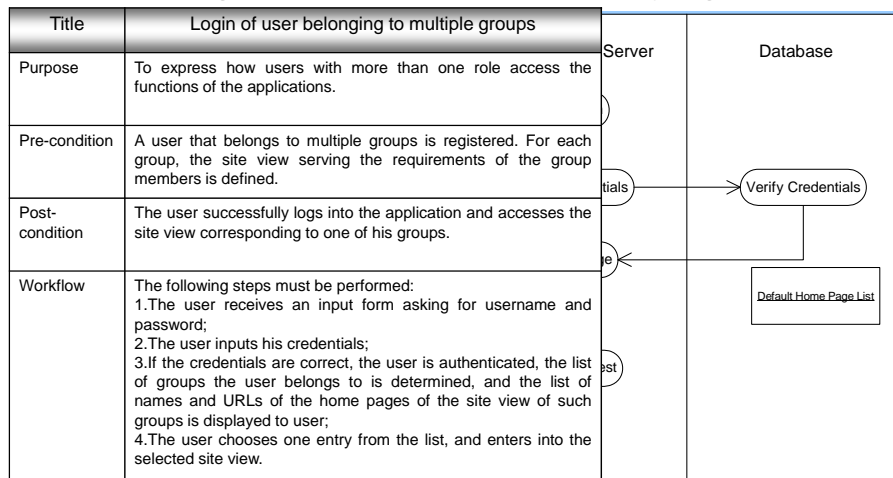 Title
Login of user belonging to multiple groups
Purpose
To express how users with more than one role access the
functions of the applications.
Pre-condition
A user that belongs to multiple groups is registered. For each
group, the site view serving the requirements of the group
members is defined.
Post-
condition
The user successfully logs into the application and accesses the
site view corresponding to one of his groups.
Workflow
The following steps must be performed:
1.The user receives an input form asking for username and
password;
2.The user inputs his credentials;
3.If the credentials are correct, the user is authenticated, the list
of groups the user belongs to is determined, and the list of
names and URLs of the home pages of the site view of such
groups is displayed to user;
4.The user chooses one entry from the list, and enters into the
selected site view.
Server
Database
Verify Credentials
Default Home Page List